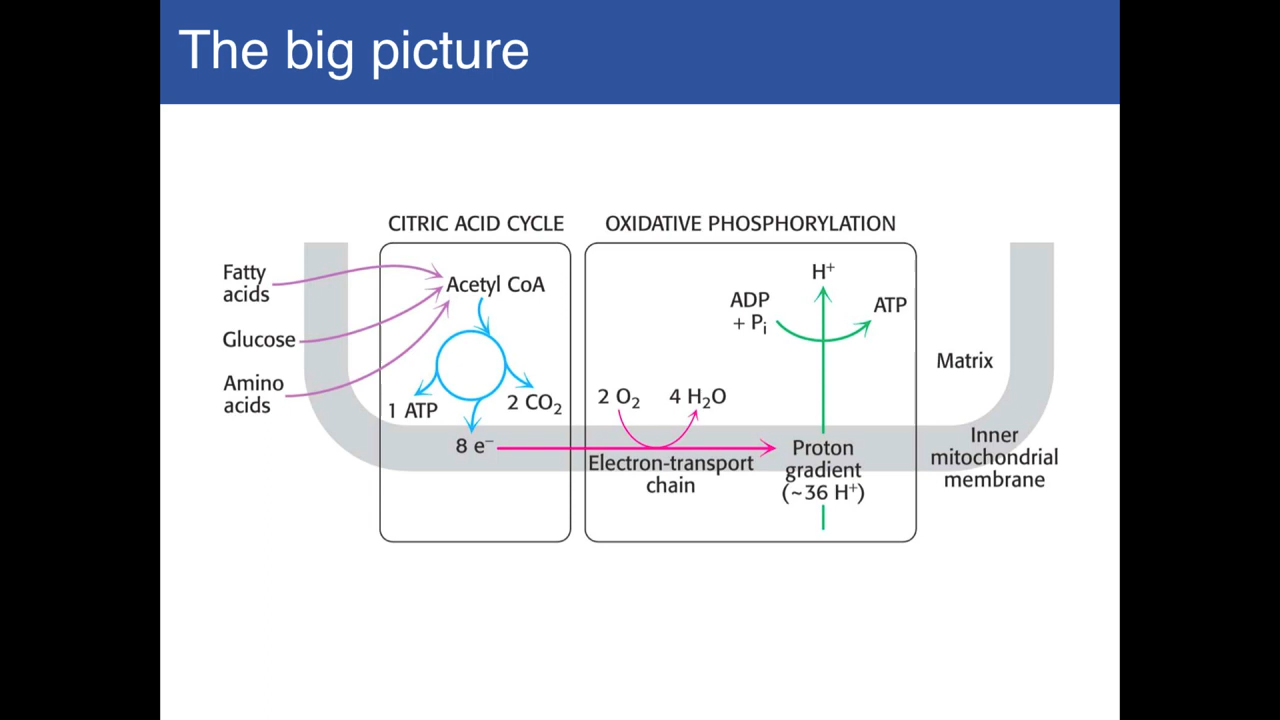 The big picture
CITRIC ACID CYCLE
OXIDATIVE PHOSPHORYLATION
Fatty
acids
Glucose
Amino
acids
Acetyl CoA
1 ATP
2 CO₂
8 e⁻
2 O₂
4 H₂O
Electron-transport
chain
H⁺
ADP
+ Pᵢ
ATP
Proton
gradient
(~36 H⁺)
Matrix
Inner
mitochondrial
membrane